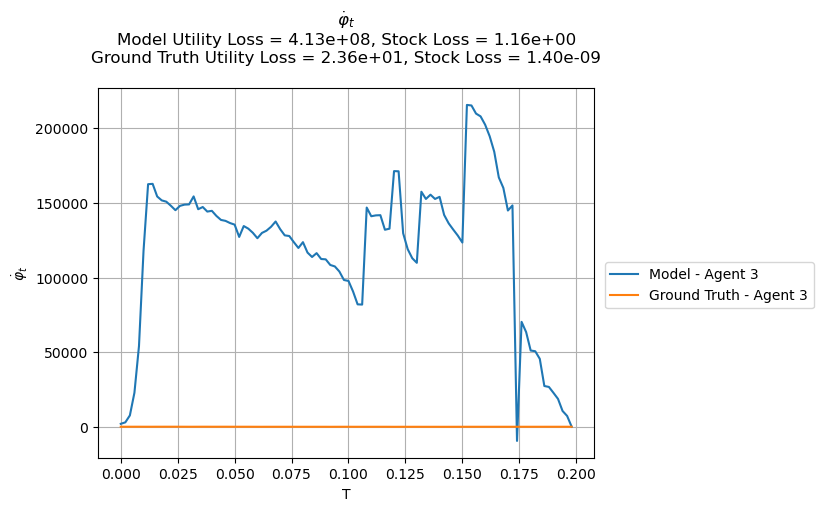 φ̇ₜ
Model Utility Loss = 4.13e+08, Stock Loss = 1.16e+00
Ground Truth Utility Loss = 2.36e+01, Stock Loss = 1.40e-09
200000
150000
100000
50000
0
φ̇ₜ
0.000 0.025 0.050 0.075 0.100 0.125 0.150 0.175 0.200
T
Model - Agent 3
Ground Truth - Agent 3